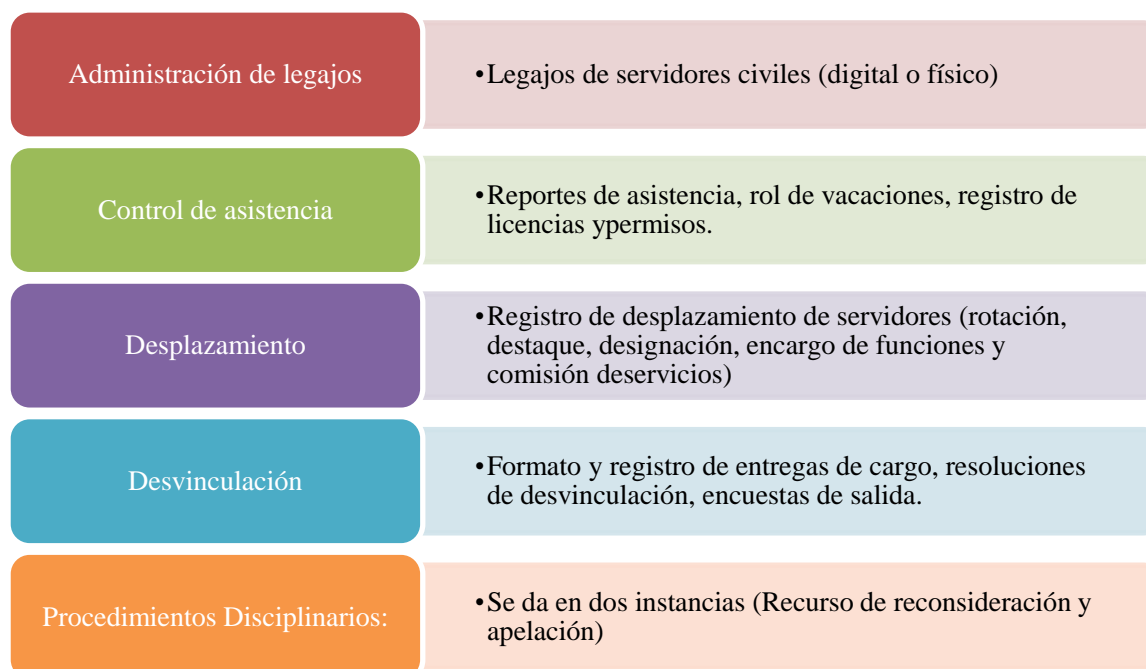 Administración de legajos
•Legajos de servidores civiles (digital o físico)
Control de asistencia
•Reportes de asistencia, rol de vacaciones, registro de
licencias ypermisos.
Desplazamiento
•Registro de desplazamiento de servidores (rotación,
destaque, designación, encargo de funciones y
comisión deservicios)
Desvinculación
•Formato y registro de entregas de cargo, resoluciones
de desvinculación, encuestas de salida.
Procedimientos Disciplinarios:
•Se da en dos instancias (Recurso de reconsideración y
apelación)